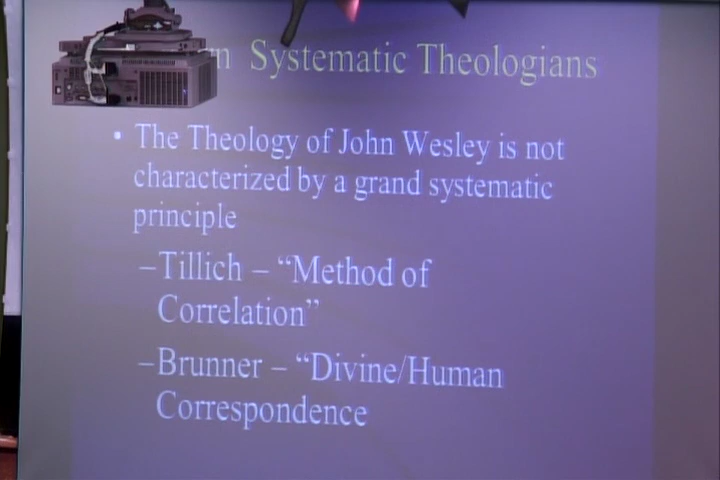 n Systematic Theologians
• The Theology of John Wesley is not
characterized by a grand systematic
principle
–Tillich – “Method of
Correlation”
–Brunner – “Divine/Human
Correspondence